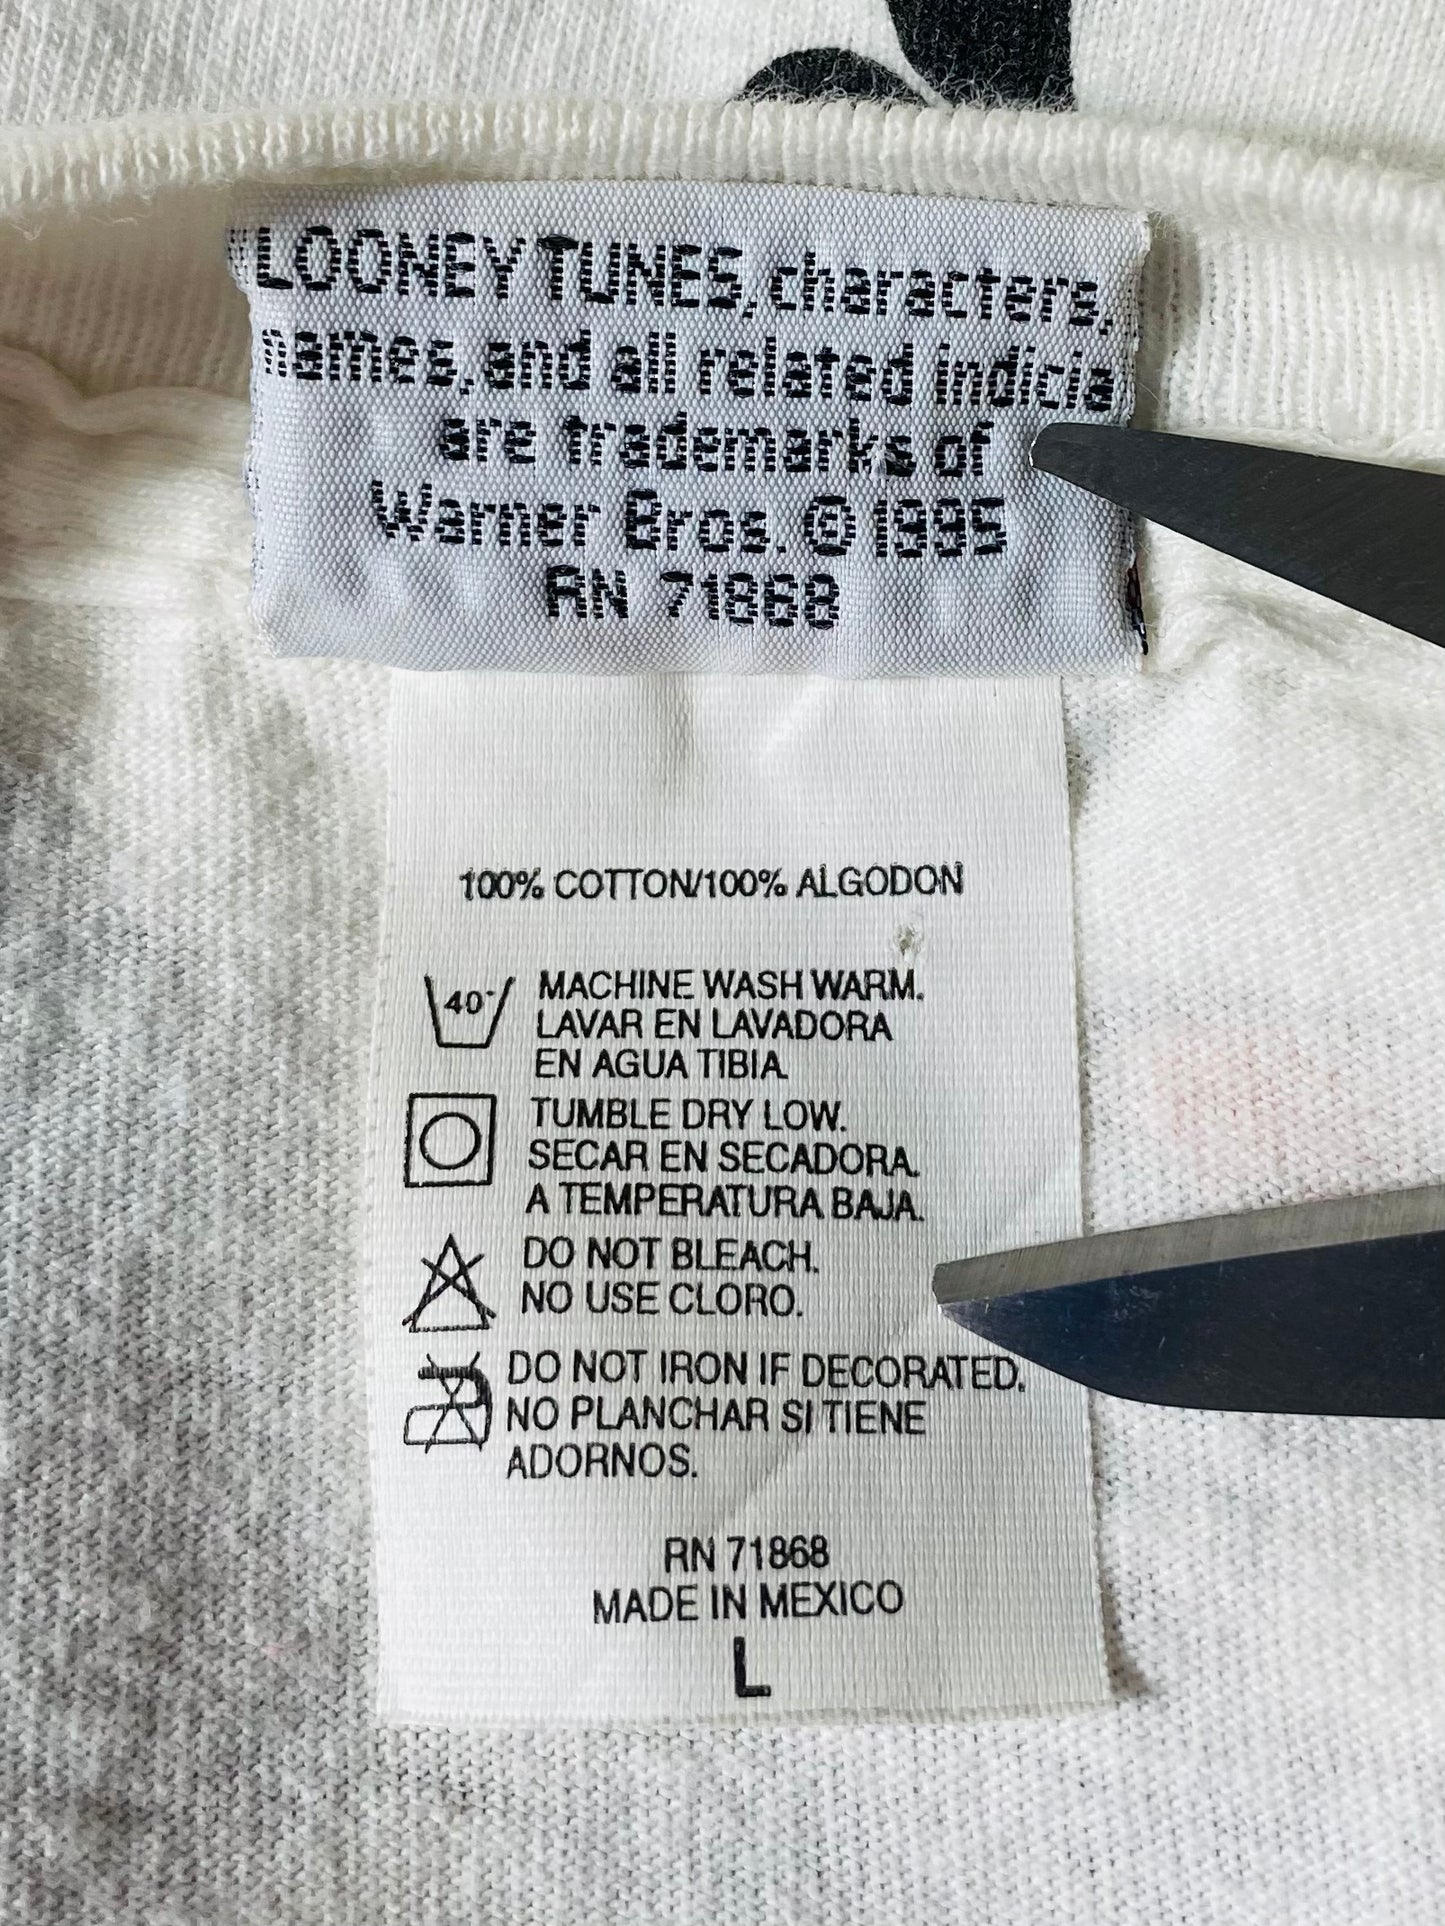 LOONEY TUNES, characters,
names, and all related indicia
are trademarks of
Warner Bros. © 1995
RN 71868
100% COTTON/100% ALGODON
40°
MACHINE WASH WARM.
LAVAR EN LAVADORA
EN AGUA TIBIA.
TUMBLE DRY LOW.
SECAR EN SECADORA.
A TEMPERATURA BAJA.
DO NOT BLEACH.
NO USE CLORO.
DO NOT IRON IF DECORATED.
NO PLANCHAR SI TIENE
ADORNOS.
RN 71868
MADE IN MEXICO
L